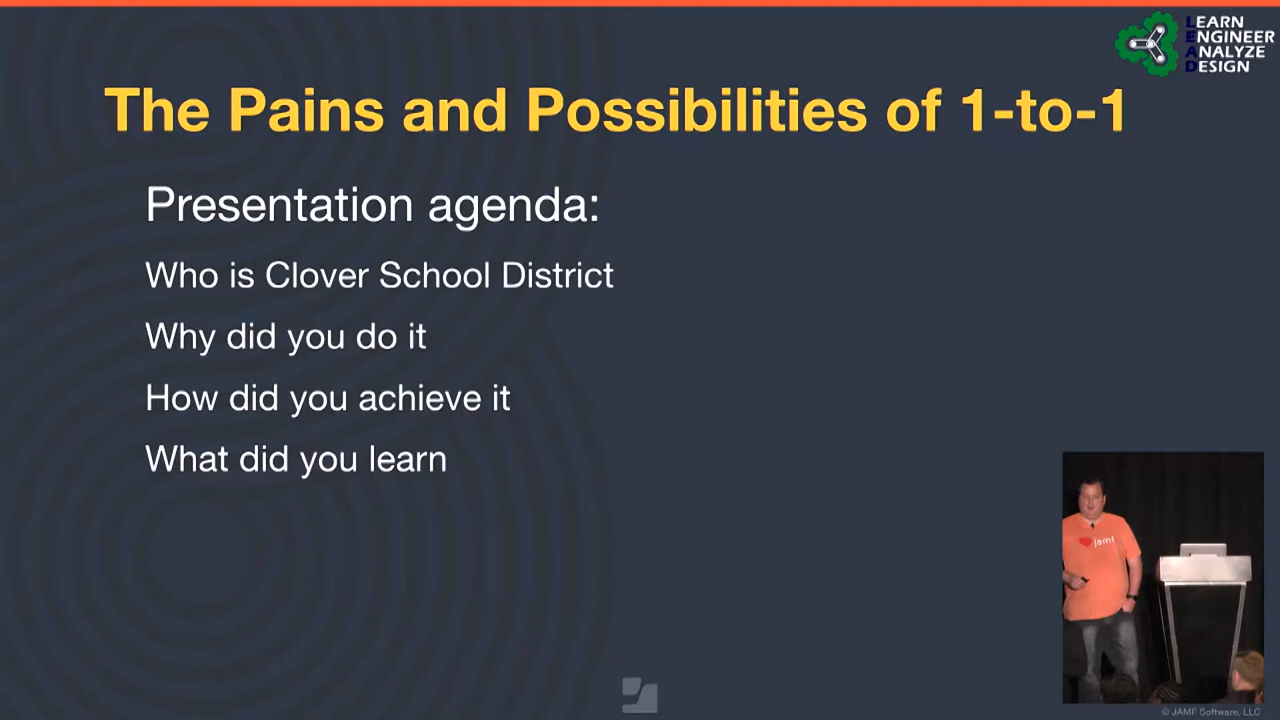 LEARN
ENGINEER
ANALYZE
DESIGN
The Pains and Possibilities of 1-to-1
Presentation agenda:
Who is Clover School District
Why did you do it
How did you achieve it
What did you learn
jamf
© JAMF Software, LLC